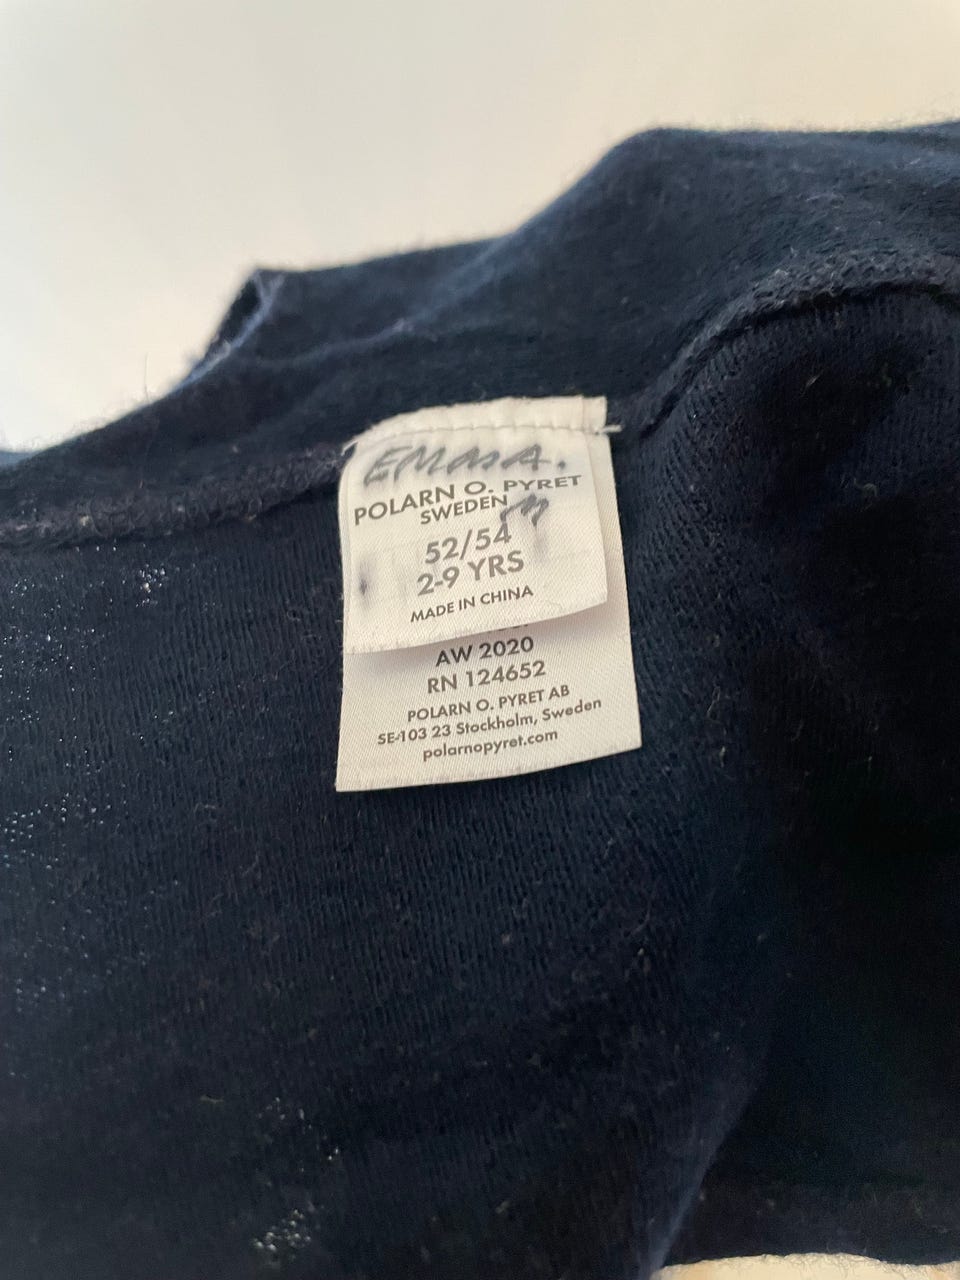 EMMA.
POLARN O. PYRET
SWEDEN
52/54
2-9 YRS
MADE IN CHINA
AW 2020
RN 124652
POLARN O. PYRET AB
SE-103 23 Stockholm, Sweden
polarnopyret.com